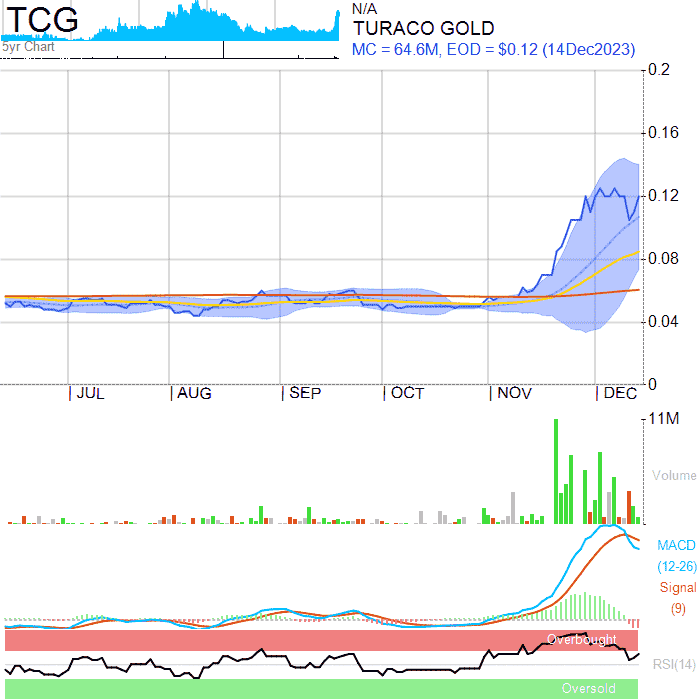 TCG
5yr Chart
N/A
TURACO GOLD
MC = 64.6M, EOD = $0.12 (14Dec2023)
0.2
0.16
0.12
0.08
0.04
0
JUL AUG SEP OCT NOV DEC
11M
Volume
MACD
(12-26)
Signal
(9)
Overbought
RSI(14)
Oversold